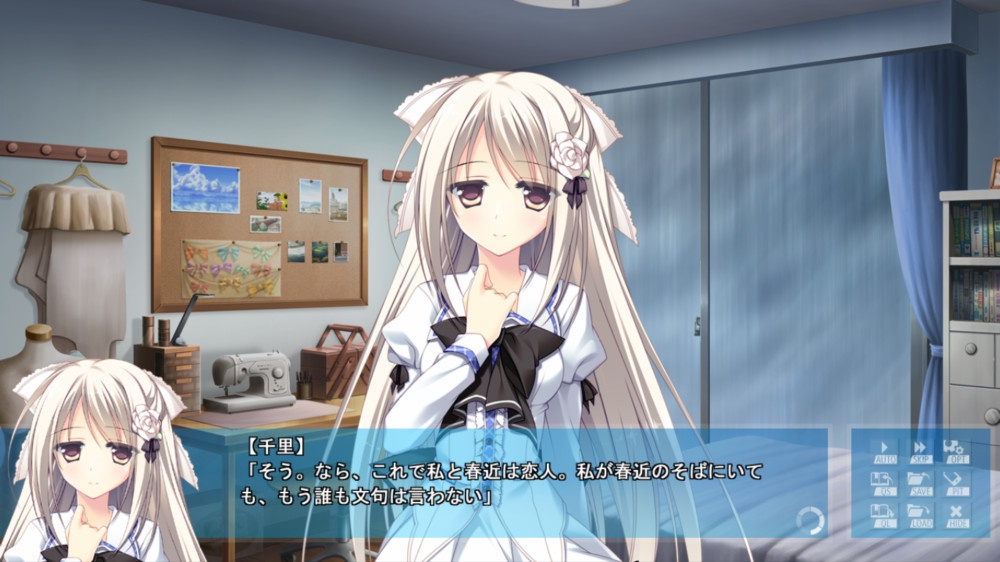 【千里】
「そう。なら、これで私と春近は恋人。私が春近のそばにいて
も、もう誰も文句は言わない」
AUTO SKIP OPT
QS SAVE PIT
QL LOAD HIDE